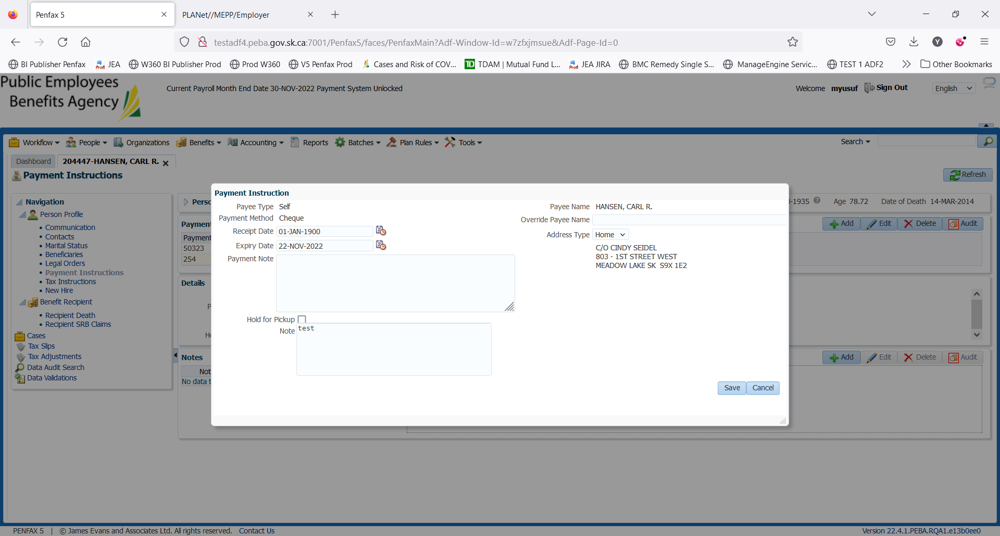 Penfax 5
PLANet//MEPP/Employer
testadf4.peba.gov.sk.ca:7001/Penfax5/faces/PenfaxMain?Adf-Window-Id=w7zfxjmsue&Adf-Page-Id=0
BI Publisher Penfax
JEA
W360 BI Publisher Prod
Prod W360
V5 Penfax Prod
Cases and Risk of COV...
TD TDAM | Mutual Fund L...
JEA JIRA
BMC Remedy Single S...
ManageEngine Servic...
TEST 1 ADF2
Other Bookmarks
Public Employees
Benefits Agency
Current Payroll Month End Date 30-NOV-2022 Payment System Unlocked
Welcome myusuf
Sign Out
English
Workflow
People
Organizations
Benefits
Accounting
Reports
Batches
Plan Rules
Tools
Search
Dashboard
204447-HANSEN, CARL R.
Payment Instructions
Refresh
Navigation
Person Profile
Communication
Contacts
Marital Status
Beneficiaries
Legal Orders
Payment Instructions
Tax Instructions
New Hire
Benefit Recipient
Recipient Death
Recipient SRB Claims
Cases
Tax Slips
Tax Adjustments
Data Audit Search
Data Validations
Perso
-1935
Age 78.72
Date of Death 14-MAR-2014
Payment
Add
Edit
Delete
Audit
Payment
50323
254
Details
P
Ho
Notes
Add
Edit
Delete
Audit
Not
No data t
Payment Instruction
Payee Type Self
Payment Method Cheque
Receipt Date 01-JAN-1900
Expiry Date 22-NOV-2022
Payment Note
Hold for Pickup
Note test
Payee Name HANSEN, CARL R.
Override Payee Name
Address Type Home
C/O CINDY SEIDEL
803 - 1ST STREET WEST
MEADOW LAKE SK S9X 1E2
Save
Cancel
PENFAX 5 | © James Evans and Associates Ltd. All rights reserved. Contact Us
Version 22.4.1.PEBA.RQA1.e13b0ee0